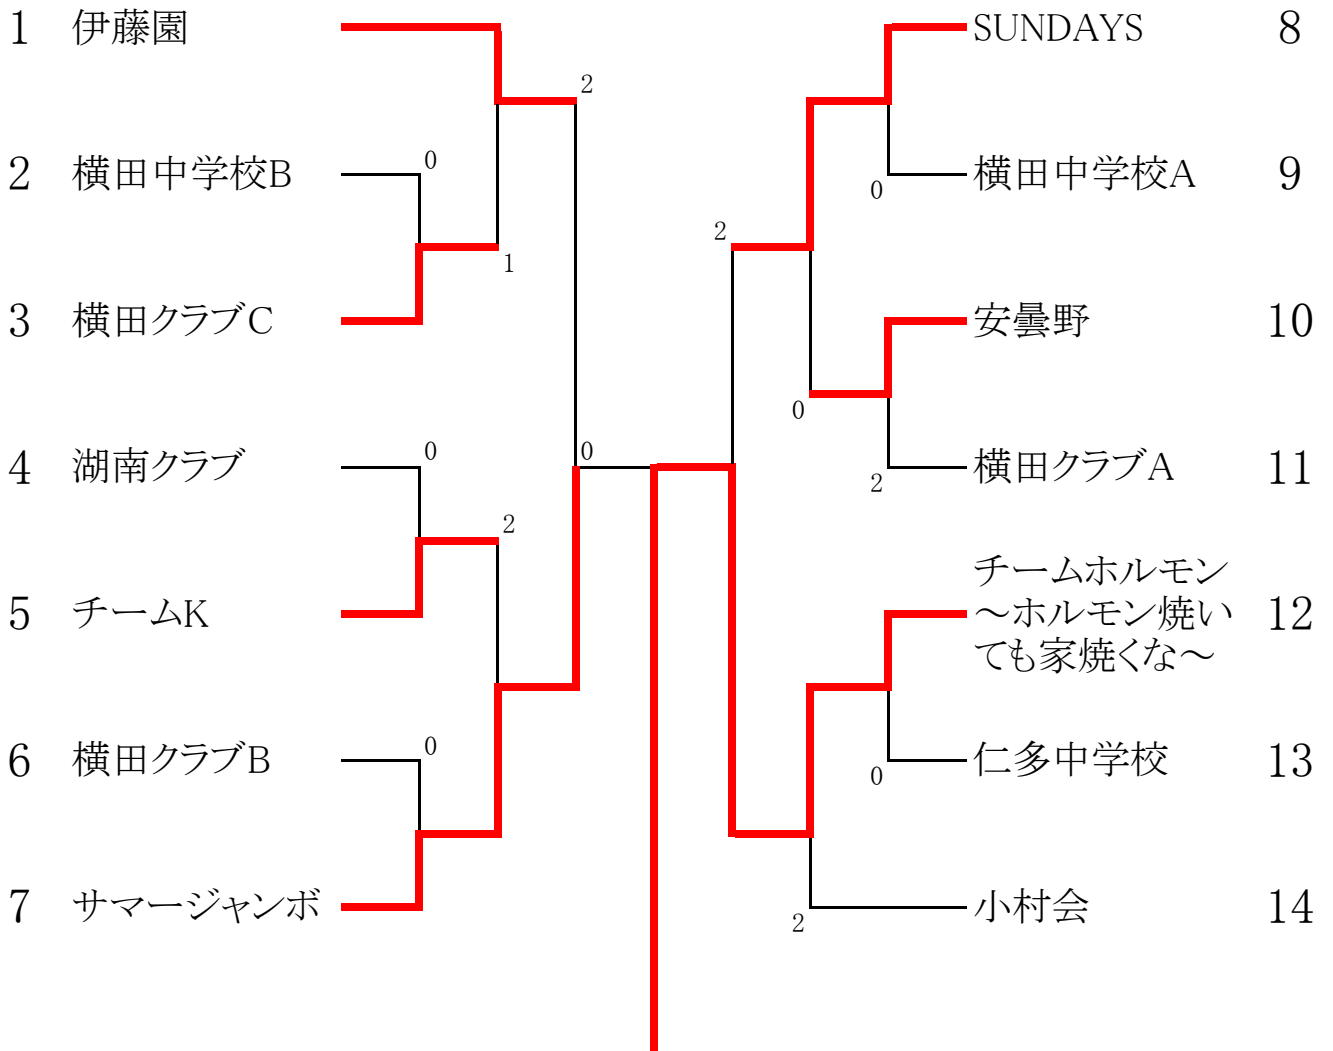 1 伊藤園
2
SUNDAYS 8
0
2 横田中学校B
横田中学校A 9
0
2
1
3 横田クラブC
安曇野 10
0
0
4 湖南クラブ
0
横田クラブA 11
2
2
チームホルモン
5 チームK
～ホルモン焼い 12
ても家焼くな～
0
6 横田クラブB
仁多中学校 13
0
7 サマージャンボ
小村会 14
2